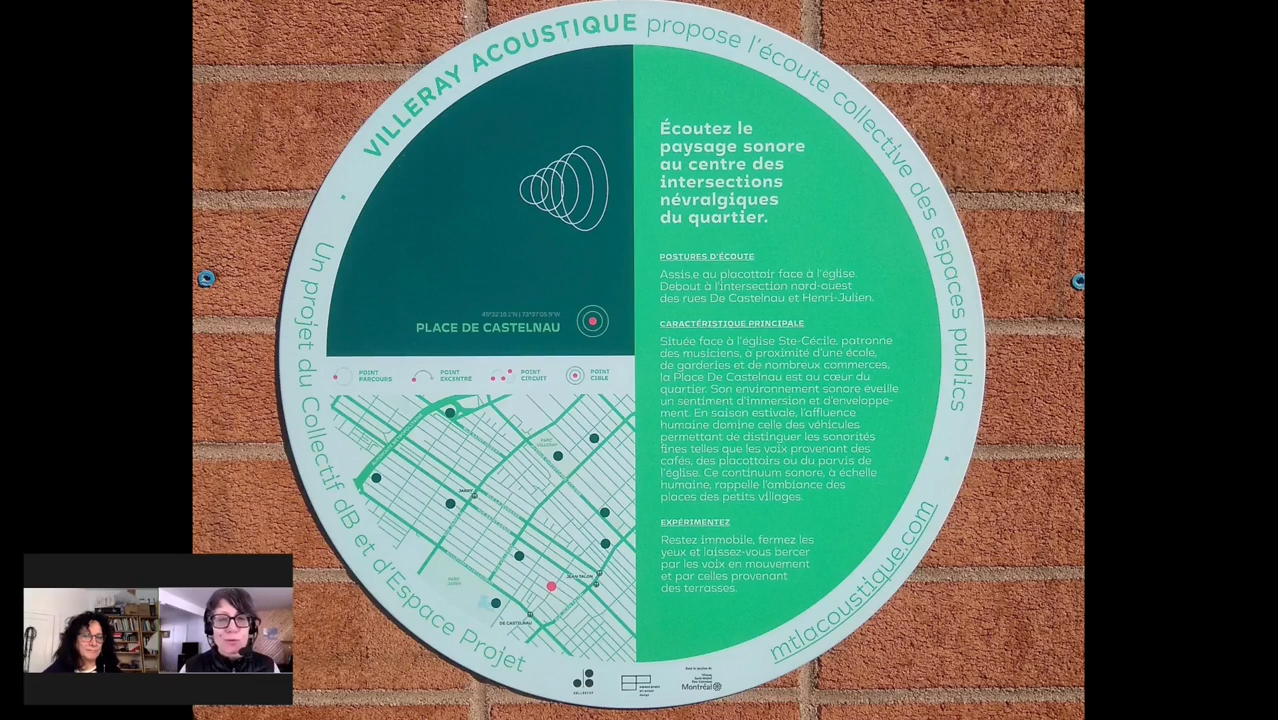 VILLERAY ACOUSTIQUE propose l'écoute collective des espaces publics
mtlacoustique.com
Un projet du Collectif dB et d'Espace Projet
PLACE DE CASTELNAU
POINT
PARCOURS
POINT
EXCENTRÉ
POINT
CIRCUIT
POINT
CIBLE
PARC
VILLERAY
JARRY
PARC
JARRY
JEAN-TALON
DE CASTELNAU
Écoutez le
paysage sonore
au centre des
intersections
névralgiques
du quartier.
POSTURES D'ÉCOUTE
Assis.e au placottoir face à l'église.
Debout à l'intersection nord-ouest
des rues De Castelnau et Henri-Julien.
CARACTÉRISTIQUE PRINCIPALE
Située face à l'église Ste-Cécile, patronne
des musiciens, à proximité d'une école,
de garderies et de nombreux commerces,
la Place De Castelnau est au cœur du
quartier. Son environnement sonore éveille
un sentiment d'immersion et d'enveloppe-
ment. En saison estivale, l'affluence
humaine domine celle des véhicules
permettant de distinguer les sonorités
fines telles que les voix provenant des
cafés, des placottoirs ou du parvis de
l'église. Ce continuum sonore, à échelle
humaine, rappelle l'ambiance des
places des petits villages.
EXPÉRIMENTEZ
Restez immobile, fermez les
yeux et laissez-vous bercer
par les voix en mouvement
et par celles provenant
des terrasses.
COLLECTIF
Montréal